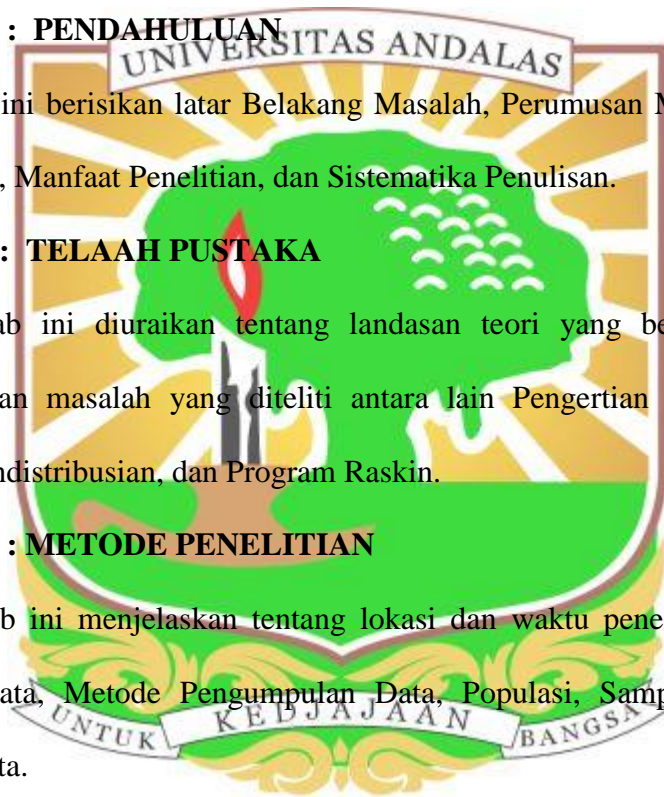 : PENDAHULUAN
UNIVERSITAS ANDALAS
ini berisikan latar Belakang Masalah, Perumusan
, Manfaat Penelitian, dan Sistematika Penulisan.
: TELAAH PUSTAKA
ab ini diuraikan tentang landasan teori yang
an masalah yang diteliti antara lain Pengertian
ndistribusian, dan Program Raskin.
: METODE PENELITIAN
b ini menjelaskan tentang lokasi dan waktu
ata, Metode Pengumpulan Data, Populasi,
UNTUK KEDJAJAAN BANGSA
ta.